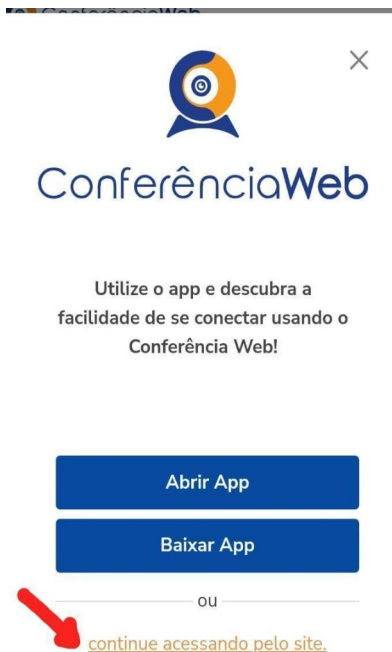 ConferênciaWeb
ConferênciaWeb
Utilize o app e descubra a
facilidade de se conectar usando o
Conferência Web!
Abrir App
Baixar App
ou
continue acessando pelo site.